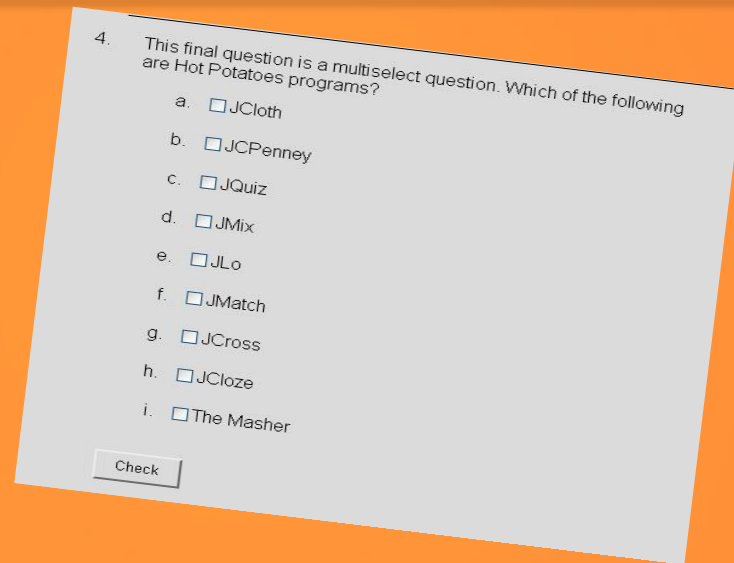 4. This final question is a multiselect question. Which of the following
are Hot Potatoes programs?
a. JCloth
b. JCPenney
c. JQuiz
d. JMix
e. JLo
f. JMatch
g. JCross
h. JCloze
i. The Masher
Check